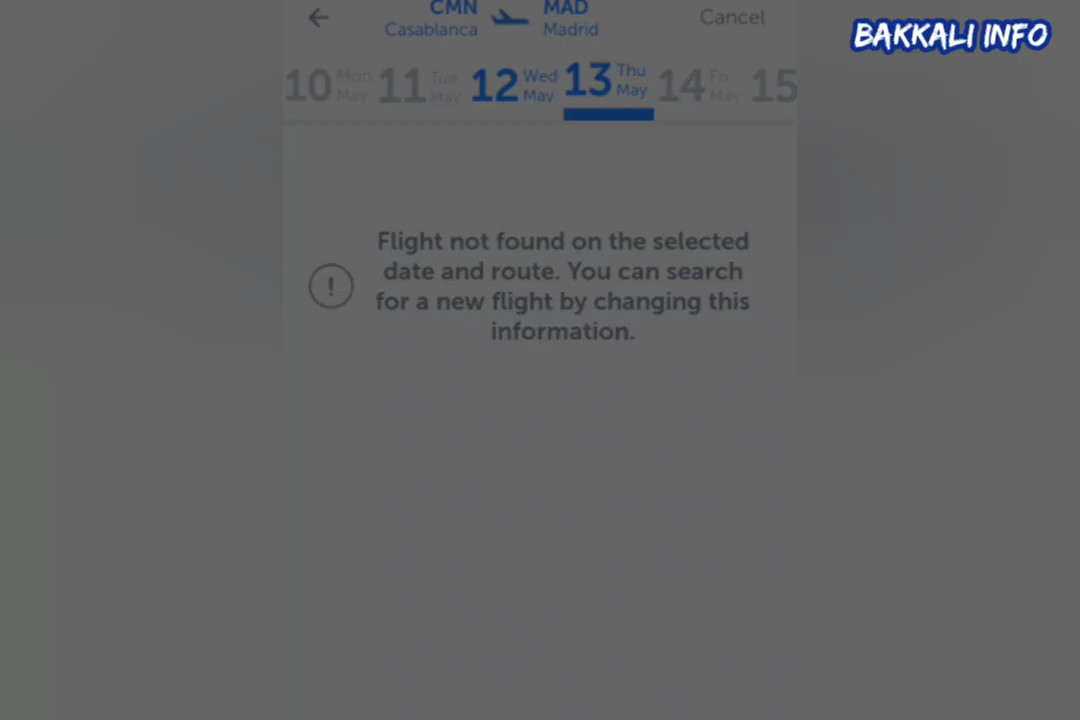 CMN MAD
Casablanca Madrid
Cancel
BAKKALI INFO
10 Mon May 11 Tue May 12 Wed May 13 Thu May 14 Fri May 15
Flight not found on the selected
date and route. You can search
for a new flight by changing this
information.